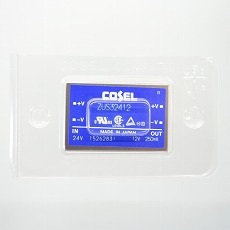 COSEL
ZUS32412
+V +V
-V -V
MADE IN JAPAN
IN OUT
24V 12V 250mA